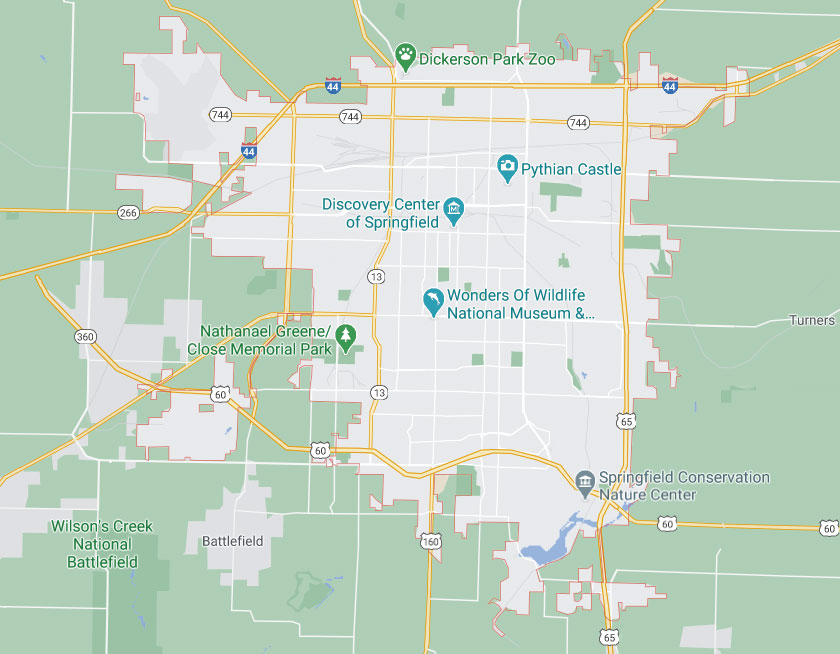 Dickerson Park Zoo
44
44
744
744
744
44
Pythian Castle
Discovery Center
of Springfield
266
13
Wonders Of Wildlife
National Museum &...
Turners
Nathanael Greene/
Close Memorial Park
360
60
13
65
60
Springfield Conservation
Nature Center
60
60
Wilson's Creek
National
Battlefield
Battlefield
160
65